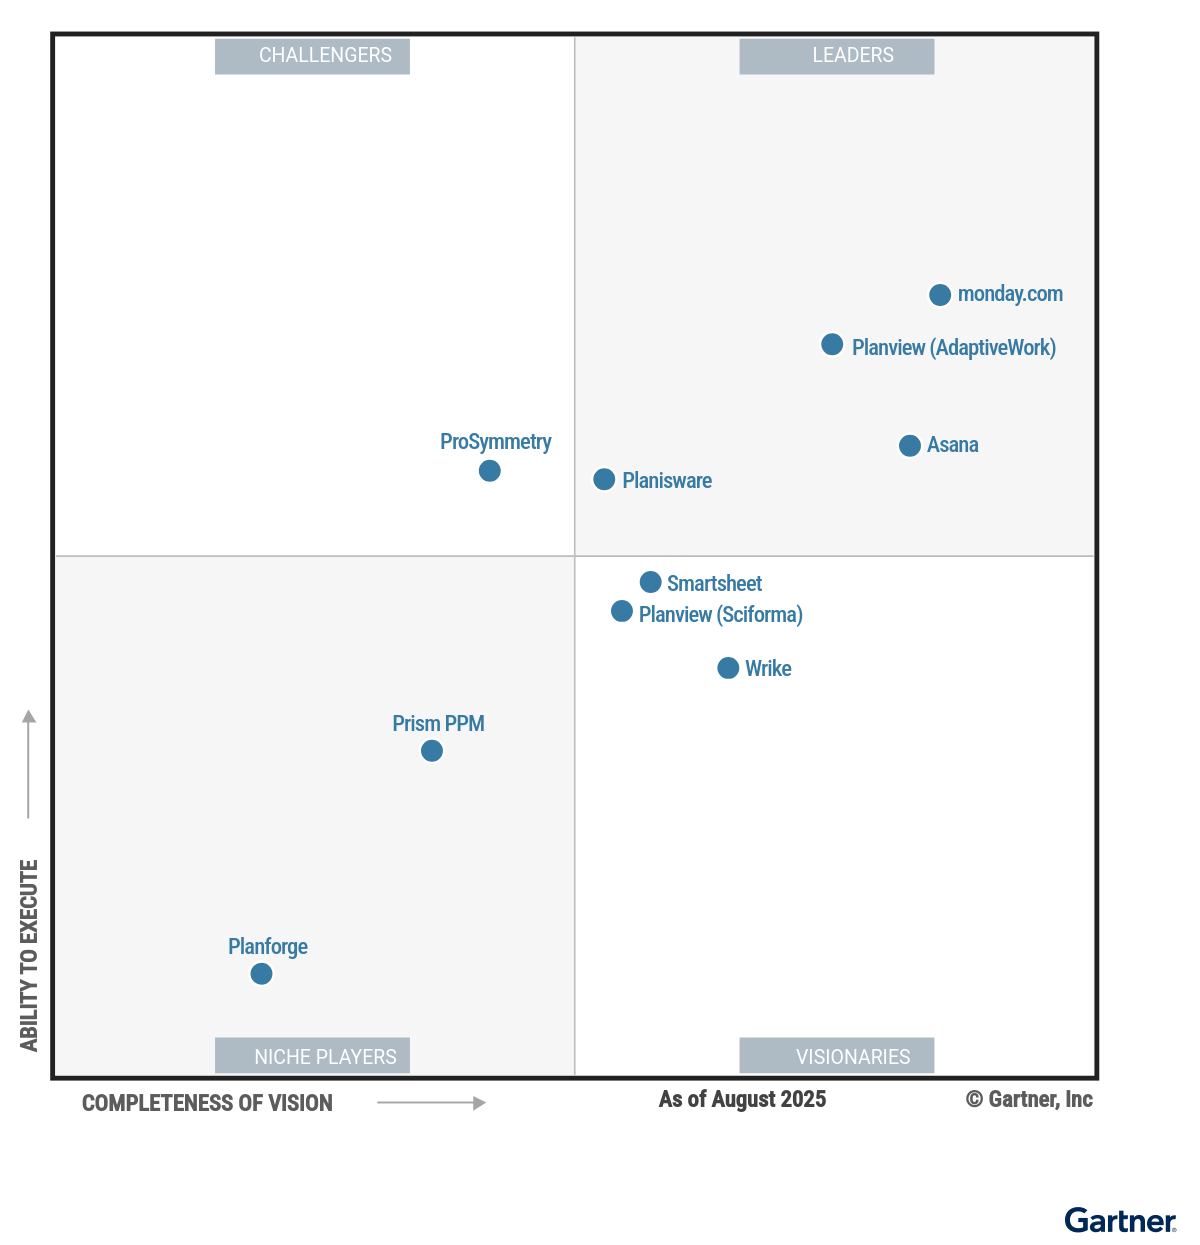 CHALLENGERS
LEADERS
monday.com
Planview (AdaptiveWork)
ProSymmetry
Asana
Planisware
Smartsheet
Planview (Sciforma)
Wrike
Prism PPM
Planforge
ABILITY TO EXECUTE
NICHE PLAYERS
VISIONARIES
COMPLETENESS OF VISION
As of August 2025
© Gartner, Inc
Gartner®